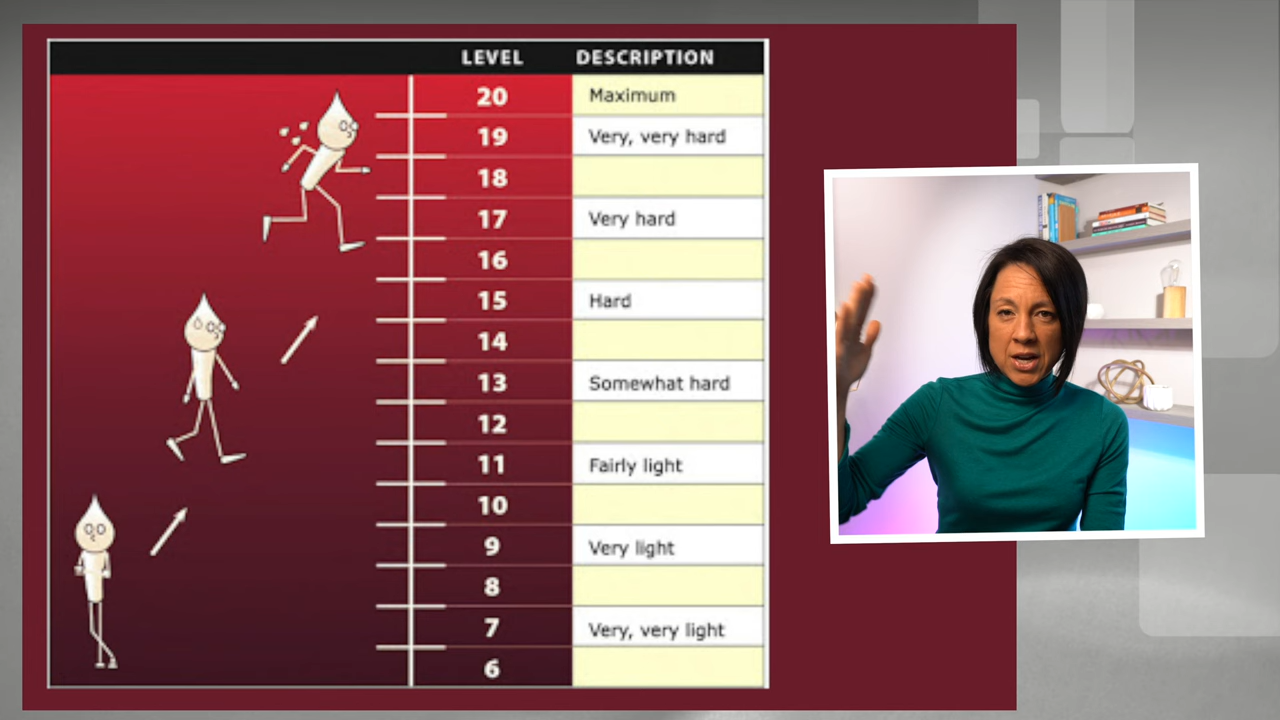 LEVEL DESCRIPTION
20 Maximum
19 Very, very hard
18
17 Very hard
16
15 Hard
14
13 Somewhat hard
12
11 Fairly light
10
9 Very light
8
7 Very, very light
6